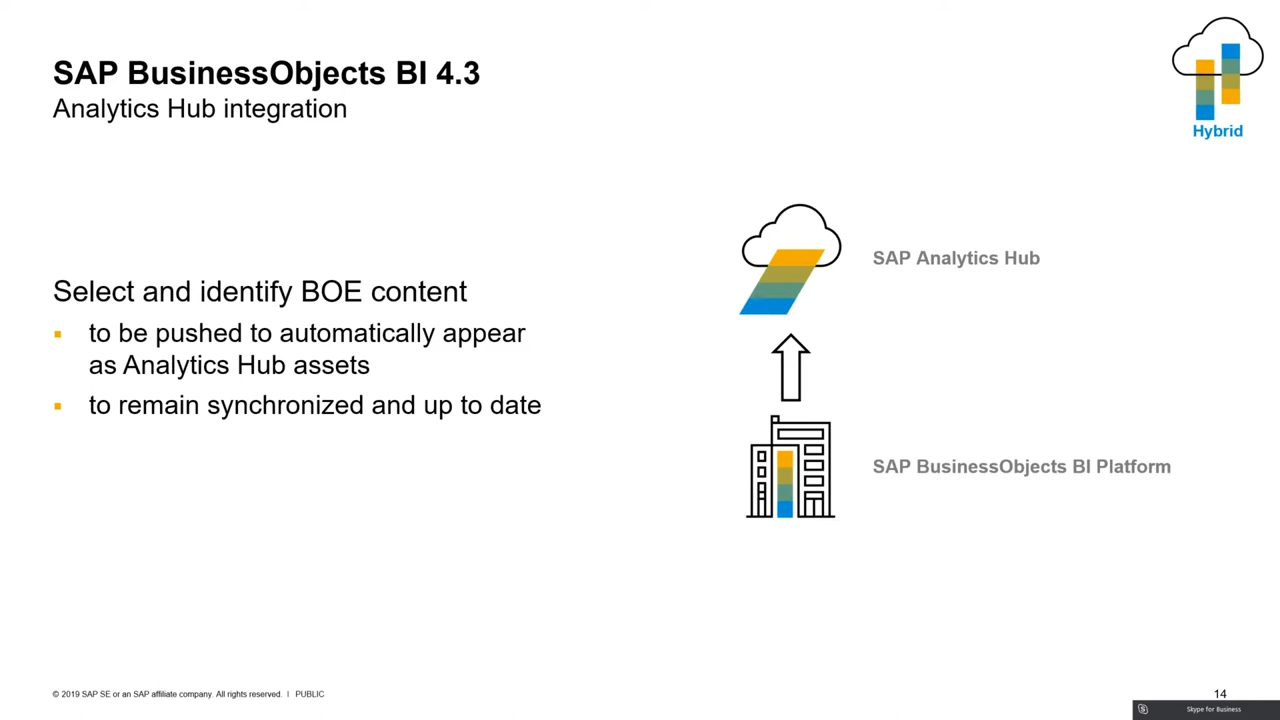 SAP BusinessObjects BI 4.3
Analytics Hub integration
Hybrid
Select and identify BOE content
▪ to be pushed to automatically appear
as Analytics Hub assets
▪ to remain synchronized and up to date
SAP Analytics Hub
SAP BusinessObjects BI Platform
© 2019 SAP SE or an SAP affiliate company. All rights reserved. ǀ PUBLIC
14
Skype for Business